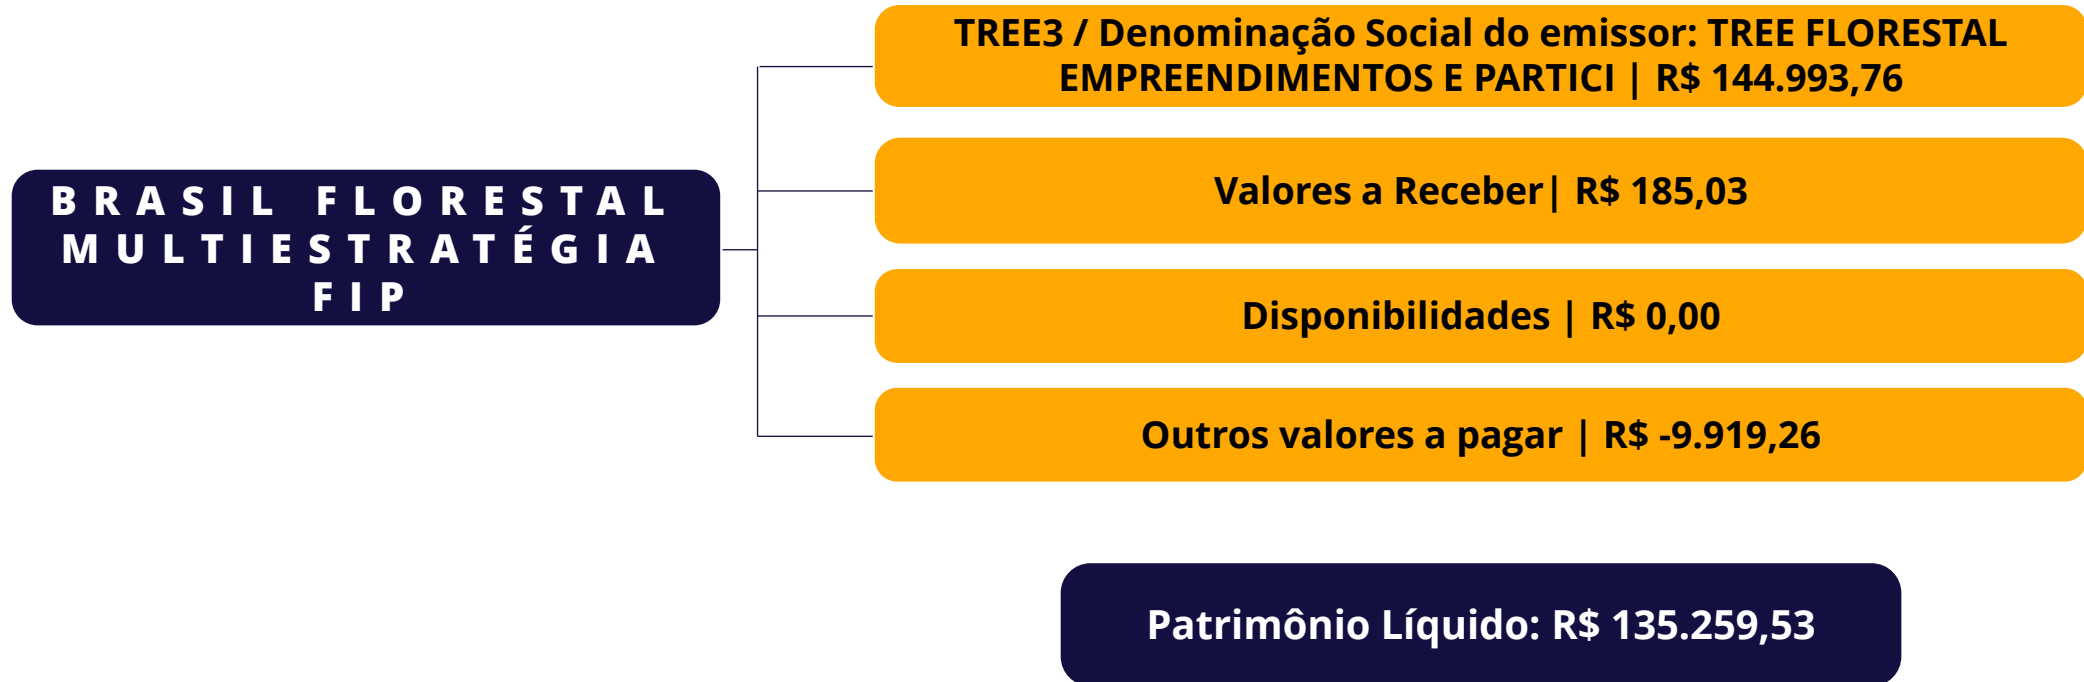 BRASIL FLORESTAL
MULTIESTRATÉGIA
FIP
TREE3 / Denominação Social do emissor: TREE FLORESTAL
EMPREENDIMENTOS E PARTICI | R$ 144.993,76
Valores a Receber| R$ 185,03
Disponibilidades | R$ 0,00
Outros valores a pagar | R$ -9.919,26
Patrimônio Líquido: R$ 135.259,53